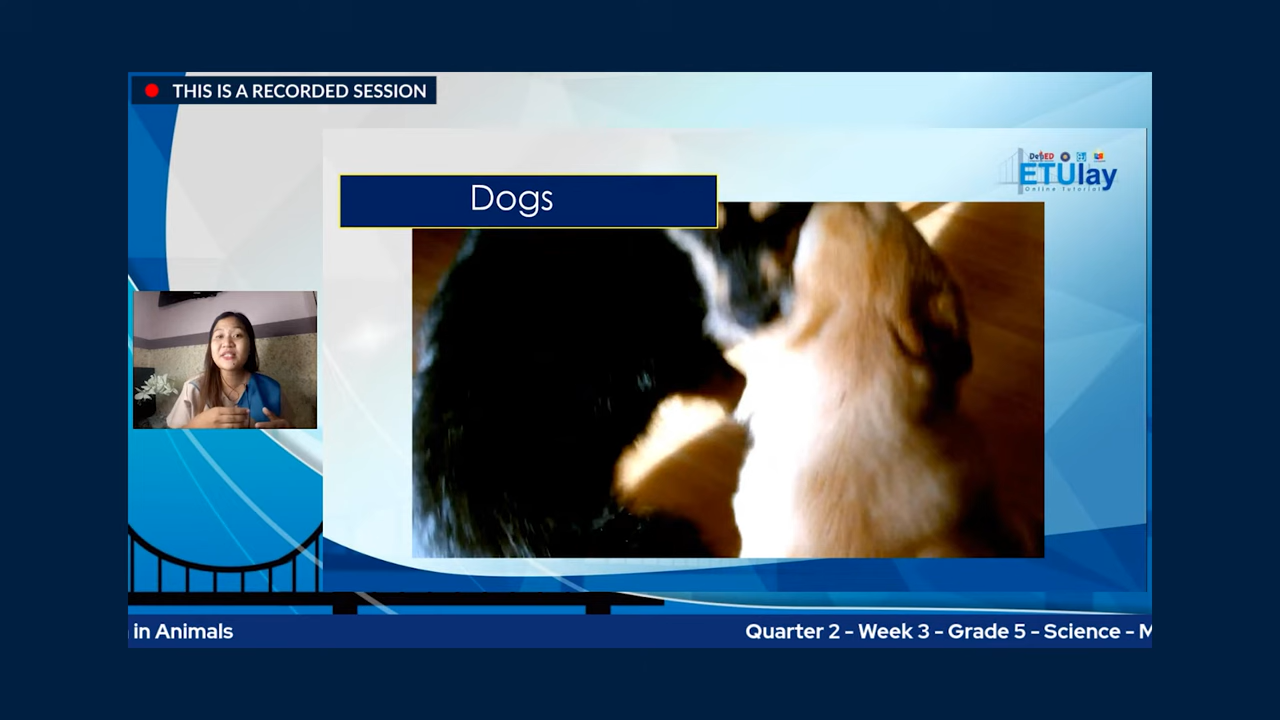 THIS IS A RECORDED SESSION
DepED
ETUlay
Online Tutorial
Dogs
in Animals
Quarter 2 - Week 3 - Grade 5 - Science - M